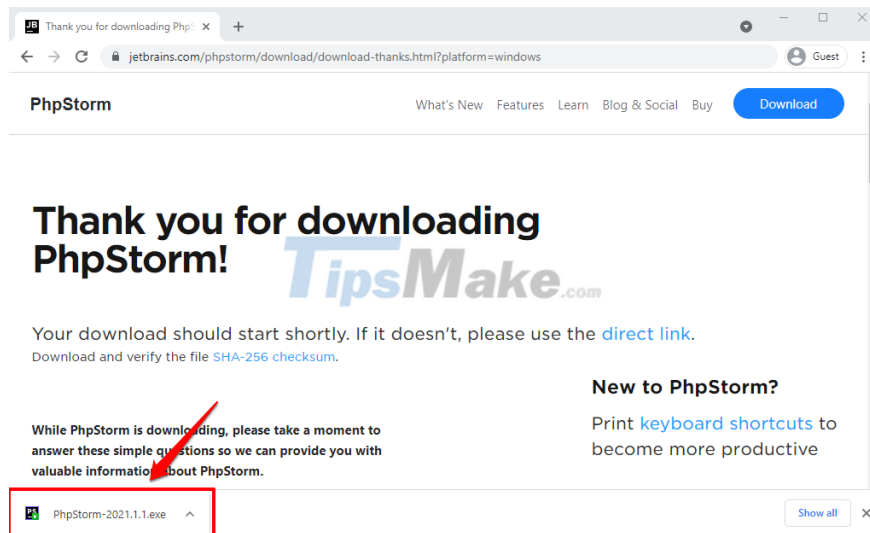 JB
Thank you for downloading PhpS
jetbrains.com/phpstorm/download/download-thanks.html?platform=windows
Guest
PhpStorm
What's New Features Learn Blog & Social Buy Download
Thank you for downloading
PhpStorm!
TipsMake.com
Your download should start shortly. If it doesn't, please use the direct link.
Download and verify the file SHA-256 checksum.
New to PhpStorm?
Print keyboard shortcuts to
become more productive
While PhpStorm is downloading, please take a moment to
answer these simple questions so we can provide you with
valuable information about PhpStorm.
PS
PhpStorm-2021.1.1.exe
Show all